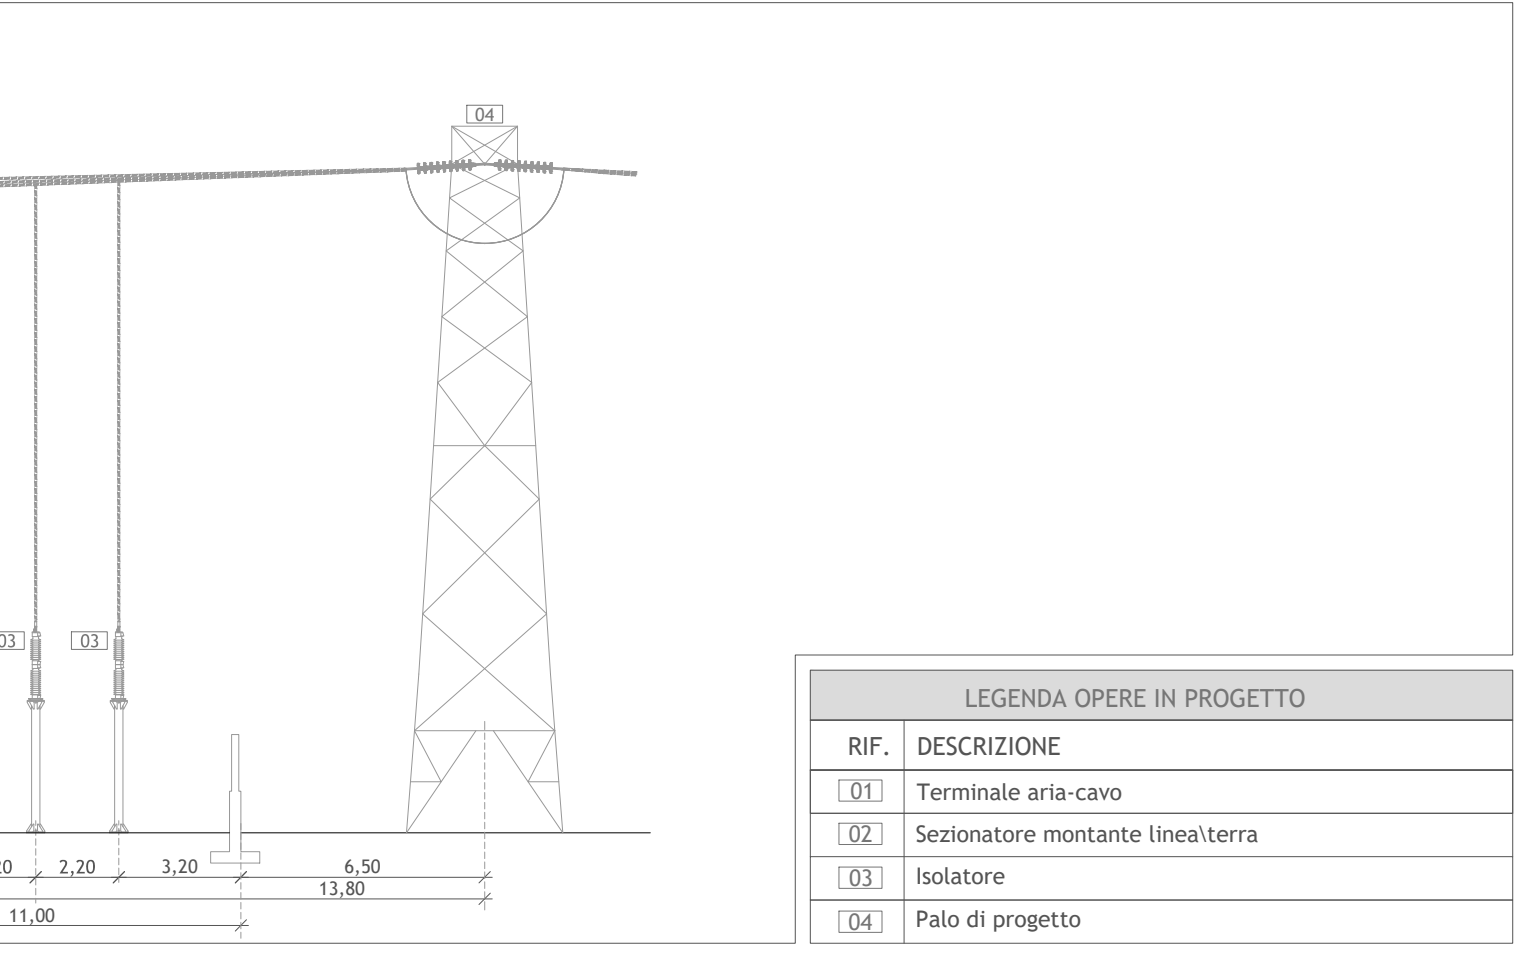 04
03
03
20 2,20 3,20 6,50
13,80
11,00
LEGENDA OPERE IN PROGETTO
RIF. DESCRIZIONE
01 Terminale aria-cavo
02 Sezionatore montante linea\terra
03 Isolatore
04 Palo di progetto